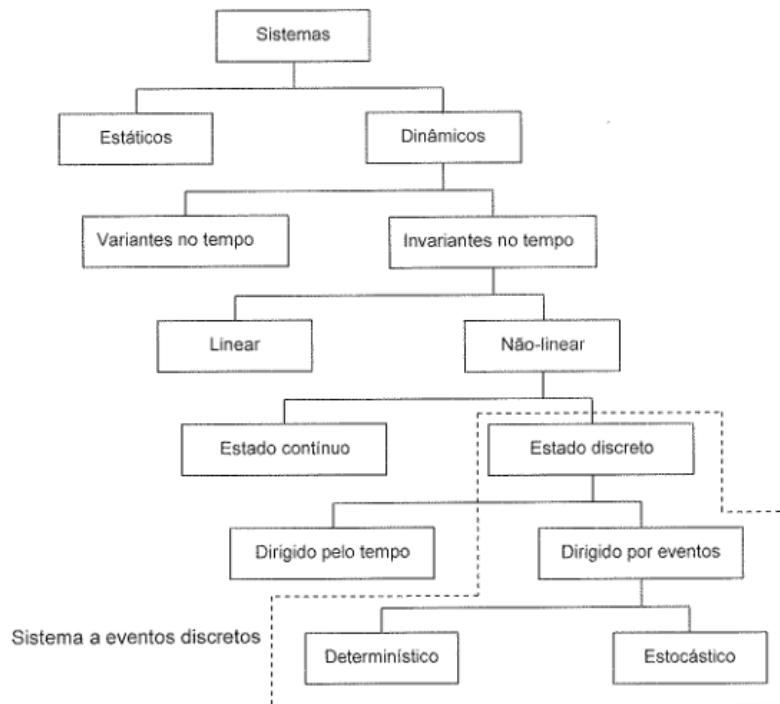 Sistemas
Estáticos
Dinâmicos
Variantes no tempo
Invariantes no tempo
Linear
Não-linear
Estado contínuo
Estado discreto
Dirigido pelo tempo
Dirigido por eventos
Sistema a eventos discretos
Determinístico
Estocástico